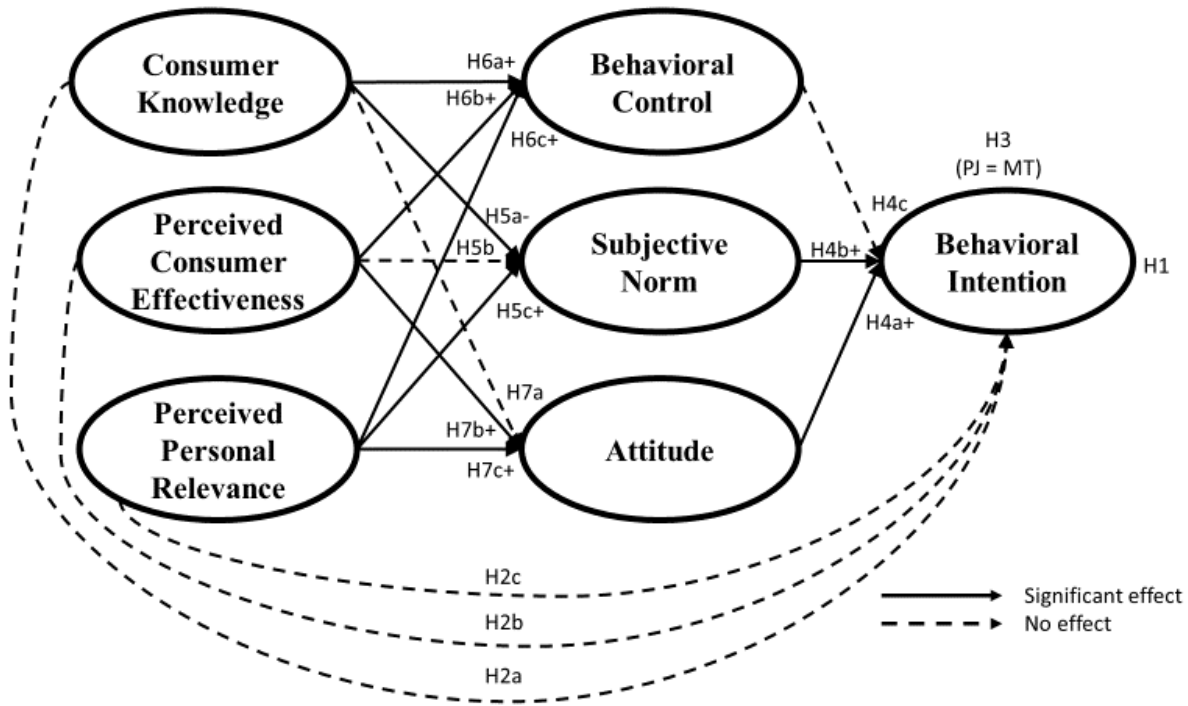 Consumer
Knowledge
Perceived
Consumer
Effectiveness
Perceived
Personal
Relevance
H6a+
H6b+
H6c+
H5a-
H5b
H5c+
H7a
H7b+
H7c+
Behavioral
Control
Subjective
Norm
Attitude
H4c
H4b+
H4a+
H3
(PJ = MT)
Behavioral
Intention
H1
H2c
H2b
H2a
Significant effect
No effect